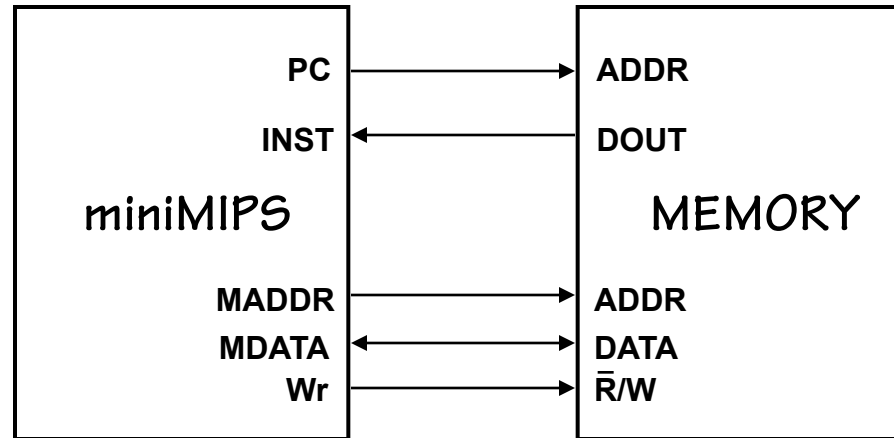 PC ADDR
INST DOUT
miniMIPS MEMORY
MADDR ADDR
MDATA DATA
Wr R̅/W